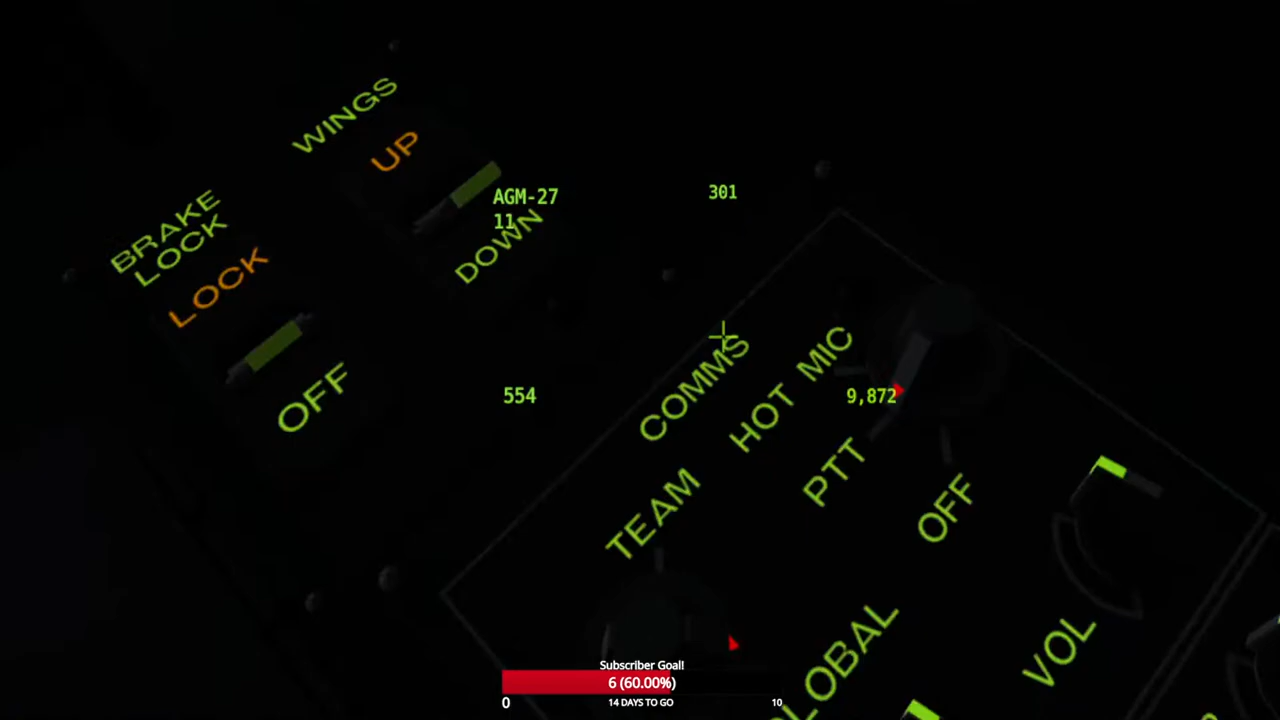 WINGS
UP
DOWN
BRAKE
LOCK
LOCK
OFF
AGM-27
11
301
554
9,872
COMMS
HOT MIC
PTT
OFF
TEAM
VOL
Subscriber Goal!
6 (60.00%)
0
14 DAYS TO GO
10